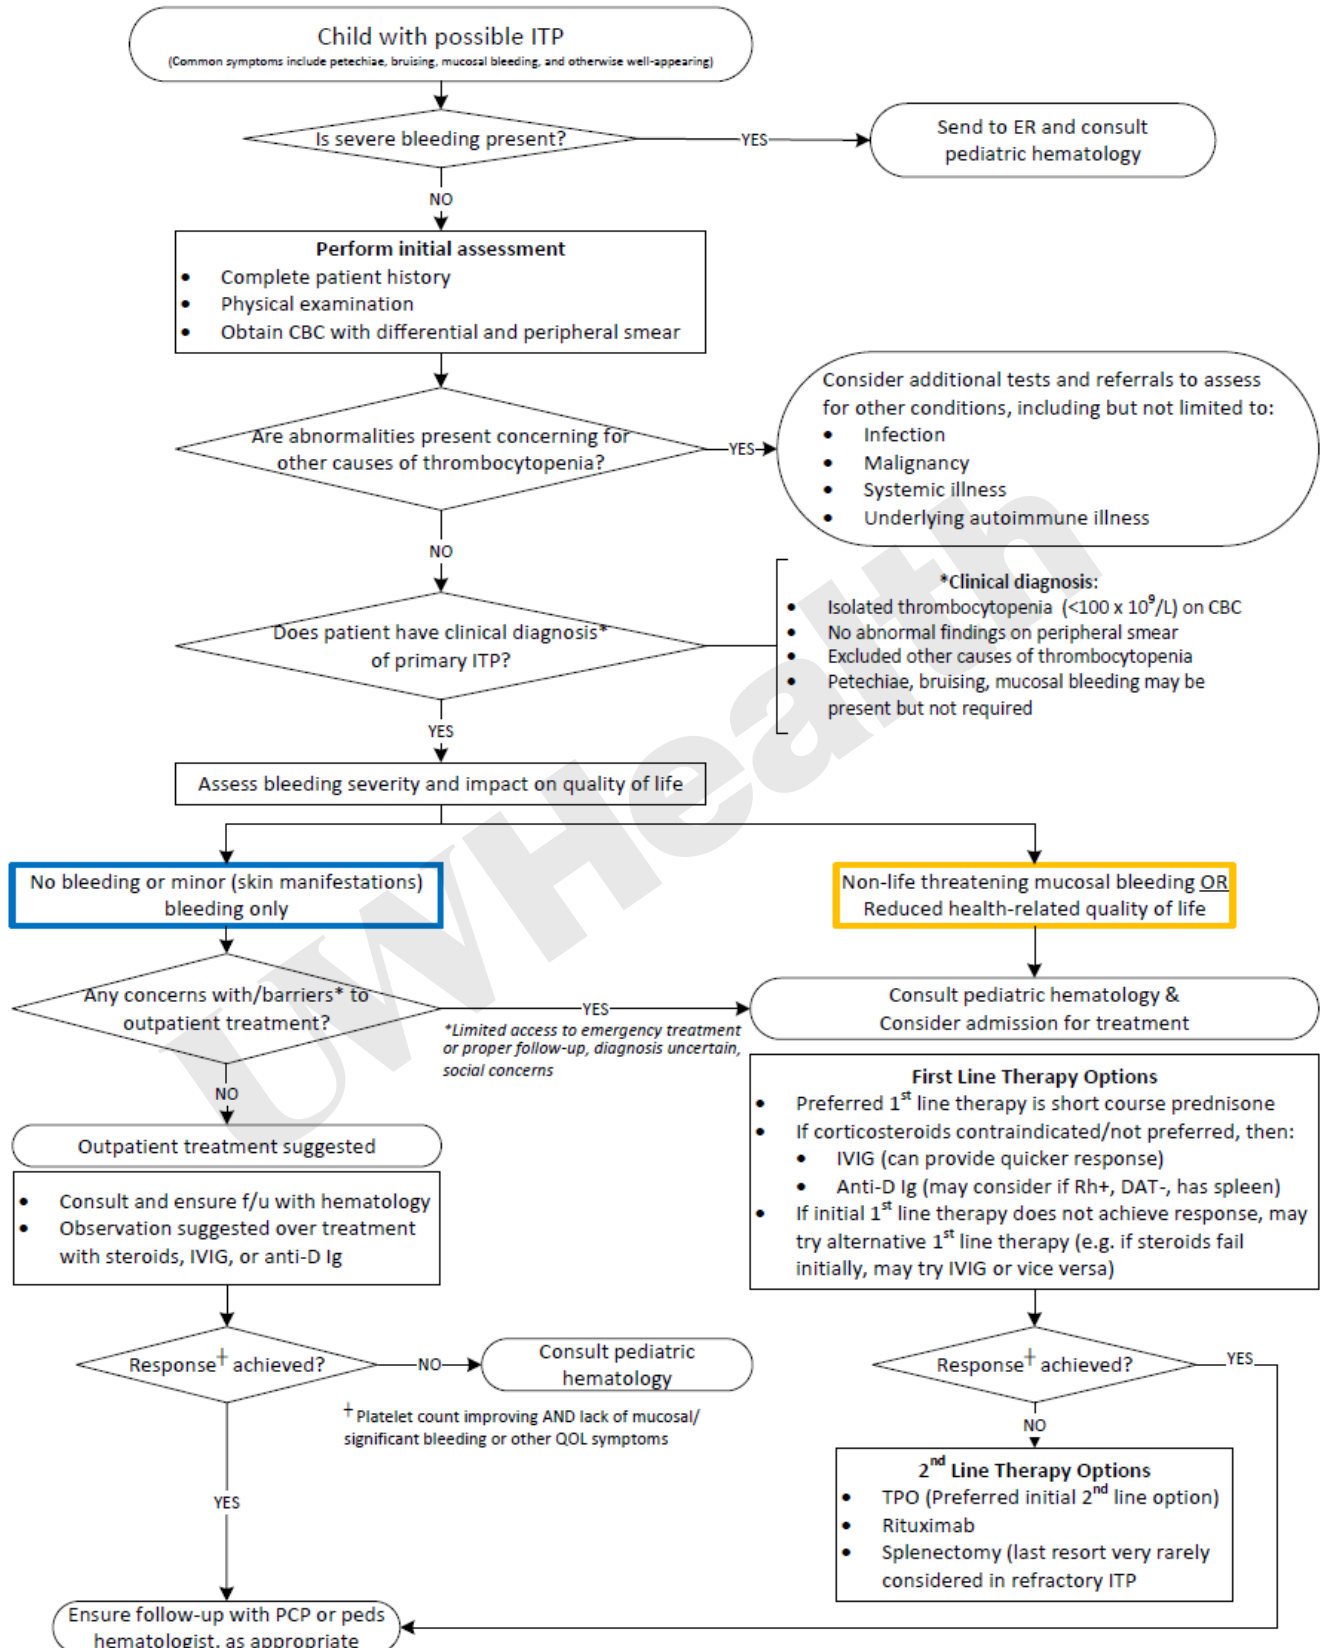 Child with possible ITP
(Common symptoms include petechiae, bruising, mucosal bleeding, and otherwise well-appearing)
Is severe bleeding present?
YES
Send to ER and consult
pediatric hematology
NO
Perform initial assessment
• Complete patient history
• Physical examination
• Obtain CBC with differential and peripheral smear
Are abnormalities present concerning for
other causes of thrombocytopenia?
YES
Consider additional tests and referrals to assess
for other conditions, including but not limited to:
• Infection
• Malignancy
• Systemic illness
• Underlying autoimmune illness
NO
Does patient have clinical diagnosis*
of primary ITP?
*Clinical diagnosis:
• Isolated thrombocytopenia (<100 x 10⁹/L) on CBC
• No abnormal findings on peripheral smear
• Excluded other causes of thrombocytopenia
• Petechiae, bruising, mucosal bleeding may be
present but not required
YES
Assess bleeding severity and impact on quality of life
No bleeding or minor (skin manifestations)
bleeding only
Non-life threatening mucosal bleeding OR
Reduced health-related quality of life
Any concerns with/barriers* to
outpatient treatment?
YES
*Limited access to emergency treatment
or proper follow-up, diagnosis uncertain,
social concerns
Consult pediatric hematology &
Consider admission for treatment
NO
Outpatient treatment suggested
• Consult and ensure f/u with hematology
• Observation suggested over treatment
with steroids, IVIG, or anti-D Ig
First Line Therapy Options
• Preferred 1st line therapy is short course prednisone
• If corticosteroids contraindicated/not preferred, then:
• IVIG (can provide quicker response)
• Anti-D Ig (may consider if Rh+, DAT-, has spleen)
• If initial 1st line therapy does not achieve response, may
try alternative 1st line therapy (e.g. if steroids fail
initially, may try IVIG or vice versa)
Response† achieved?
NO
Consult pediatric
hematology
† Platelet count improving AND lack of mucosal/
significant bleeding or other QOL symptoms
YES
Response† achieved?
YES
NO
2nd Line Therapy Options
• TPO (Preferred initial 2nd line option)
• Rituximab
• Splenectomy (last resort very rarely
considered in refractory ITP
Ensure follow-up with PCP or peds
hematologist, as appropriate
UWHealth